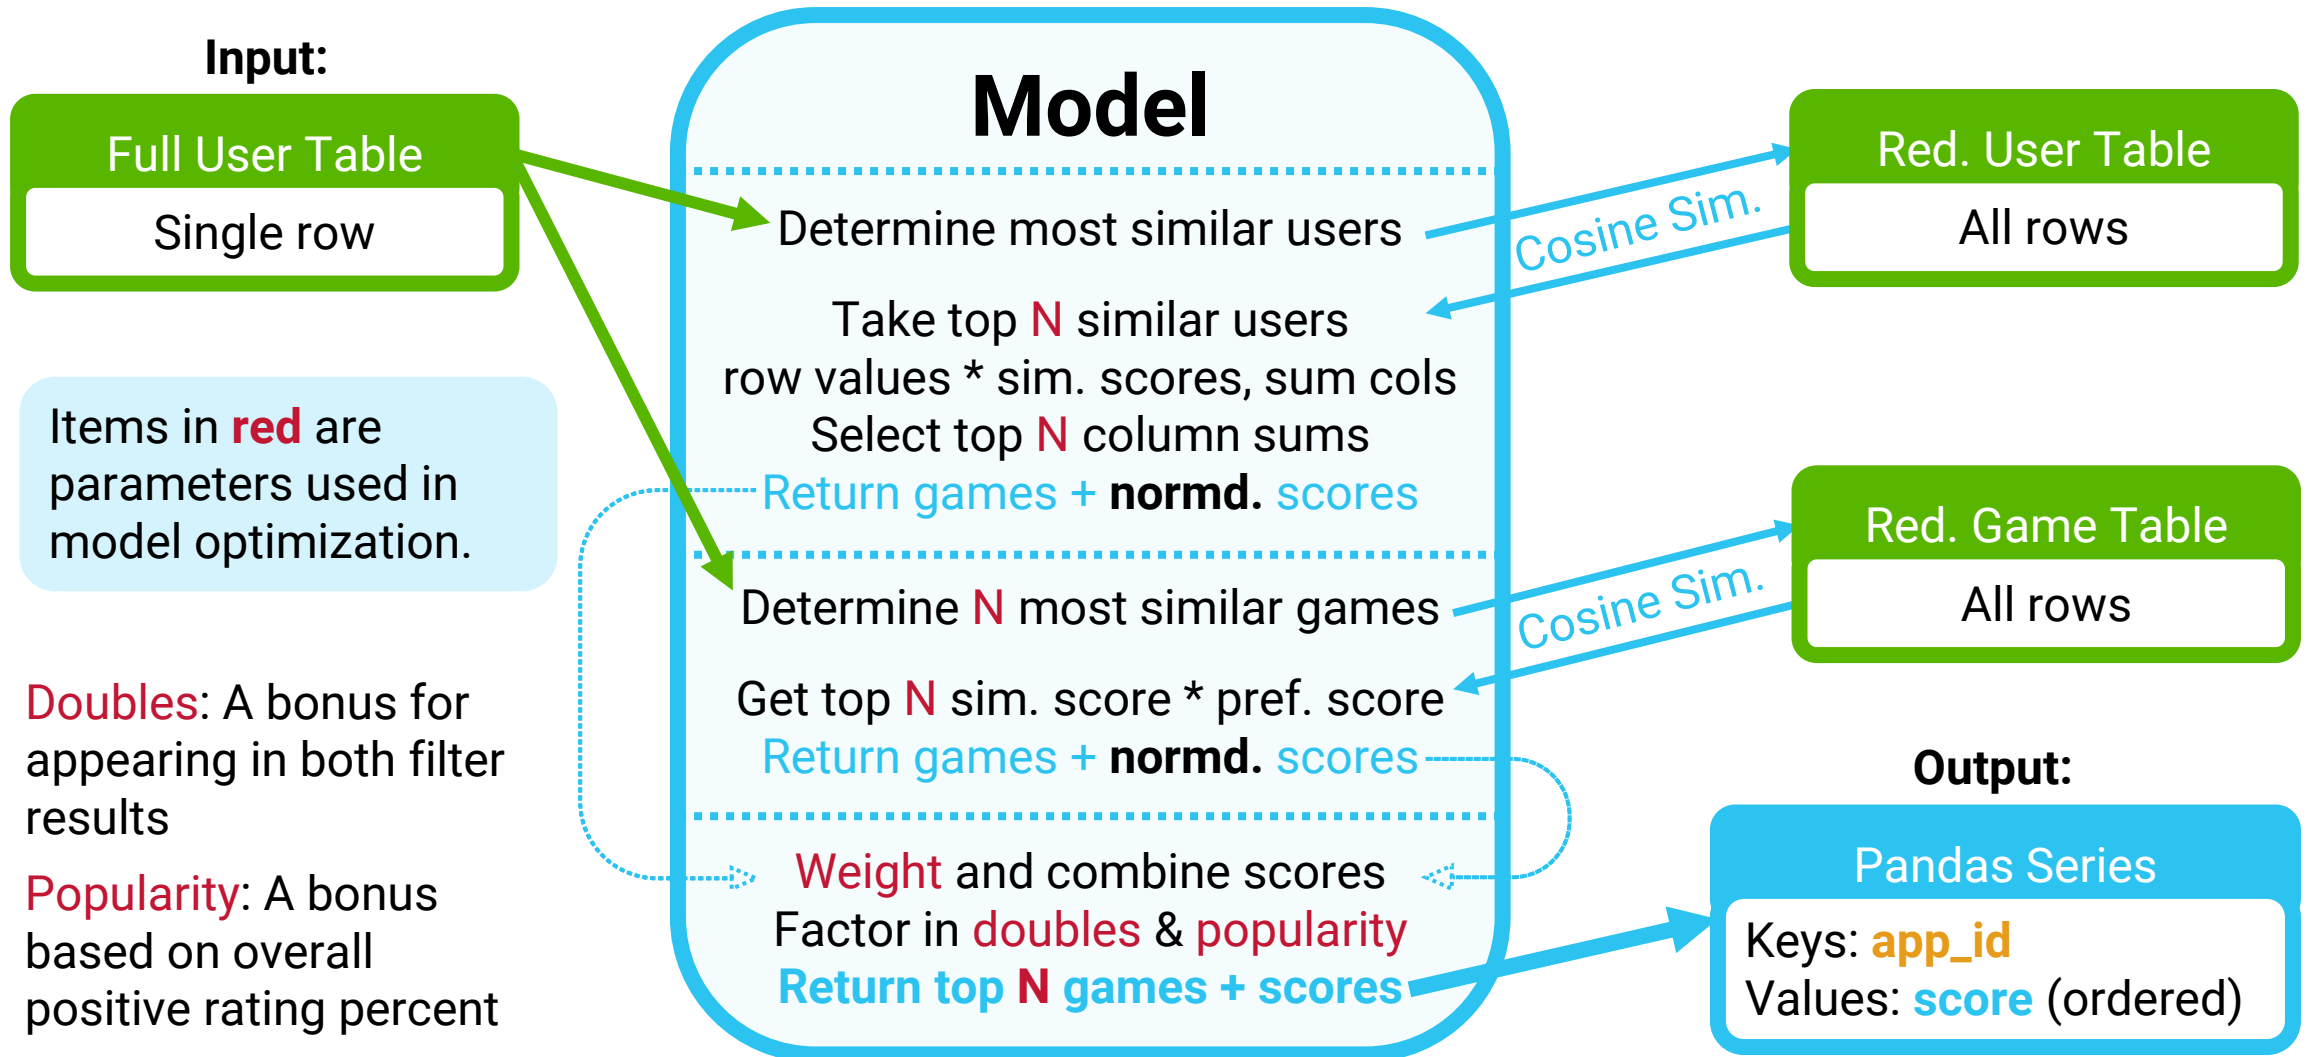 Input:
Full User Table
Single row
Items in red are
parameters used in
model optimization.
Doubles: A bonus for
appearing in both filter
results
Popularity: A bonus
based on overall
positive rating percent
Model
Determine most similar users
Take top N similar users
row values * sim. scores, sum cols
Select top N column sums
Return games + normd. scores
Determine N most similar games
Get top N sim. score * pref. score
Return games + normd. scores
Weight and combine scores
Factor in doubles & popularity
Return top N games + scores
Cosine Sim.
Red. User Table
All rows
Cosine Sim.
Red. Game Table
All rows
Output:
Pandas Series
Keys: app_id
Values: score (ordered)